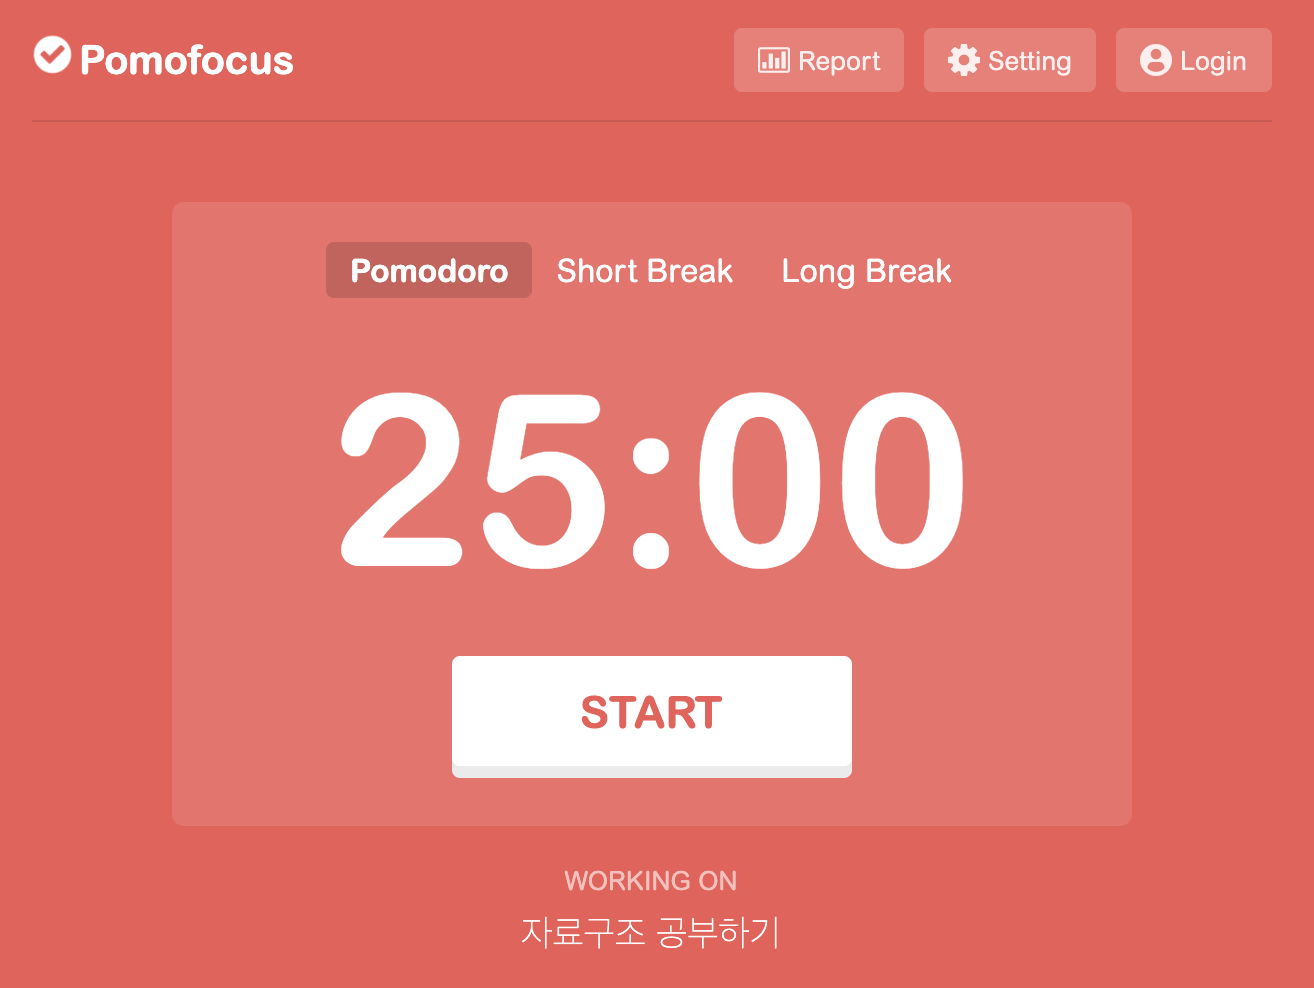 Pomofocus
Report
Setting
Login
Pomodoro
Short Break
Long Break
25:00
START
WORKING ON
자료구조 공부하기